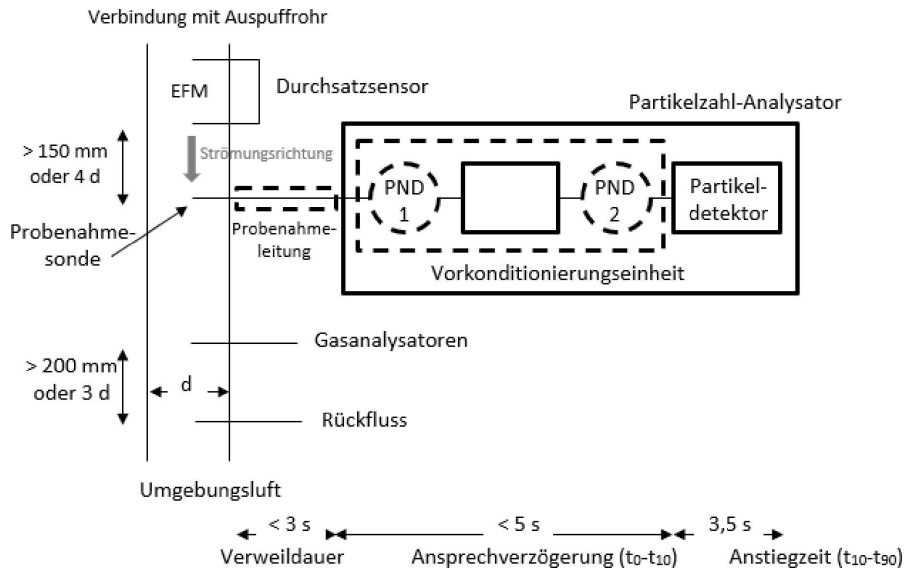 Verbindung mit Auspuffrohr
EFM
Durchsatzsensor
Partikelzahl-Analysator
> 150 mm
oder 4 d
Strömungsrichtung
PND
1
PND
2
Partikel-
detektor
Probenahme-
sonde
Probenahme-
leitung
Vorkonditionierungseinheit
Gasanalysatoren
> 200 mm
oder 3 d
d
Rückfluss
Umgebungsluft
< 3 s
< 5 s
3,5 s
Verweildauer
Ansprechverzögerung (t0-t10)
Anstiegzeit (t10-t90)